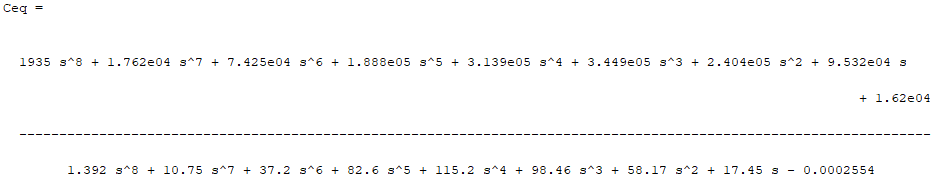 Ceq =
1935 s^8 + 1.762e04 s^7 + 7.425e04 s^6 + 1.888e05 s^5 + 3.139e05 s^4 + 3.449e05 s^3 + 2.404e05 s^2 + 9.532e04 s
+ 1.62e04
---------------------------------------------------------------------------------------------------------------------
1.392 s^8 + 10.75 s^7 + 37.2 s^6 + 82.6 s^5 + 115.2 s^4 + 98.46 s^3 + 58.17 s^2 + 17.45 s - 0.0002554